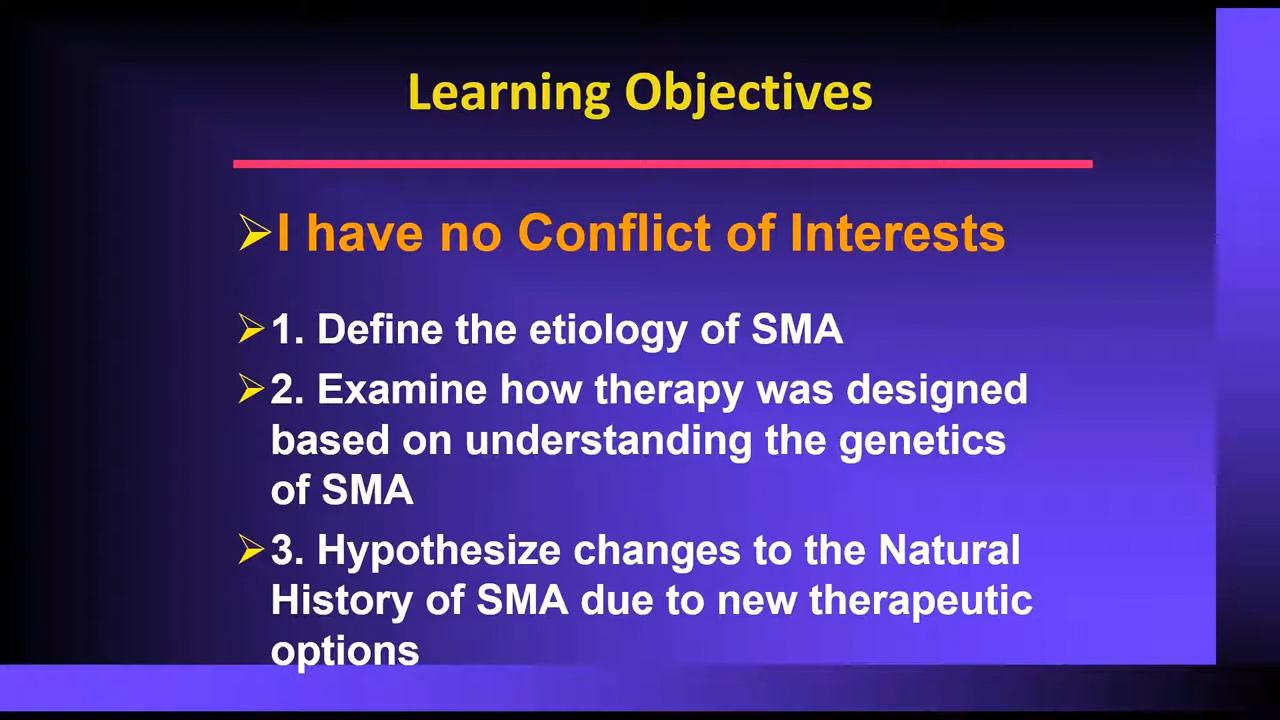 Learning Objectives
➢I have no Conflict of Interests
➢1. Define the etiology of SMA
➢2. Examine how therapy was designed
based on understanding the genetics
of SMA
➢3. Hypothesize changes to the Natural
History of SMA due to new therapeutic
options